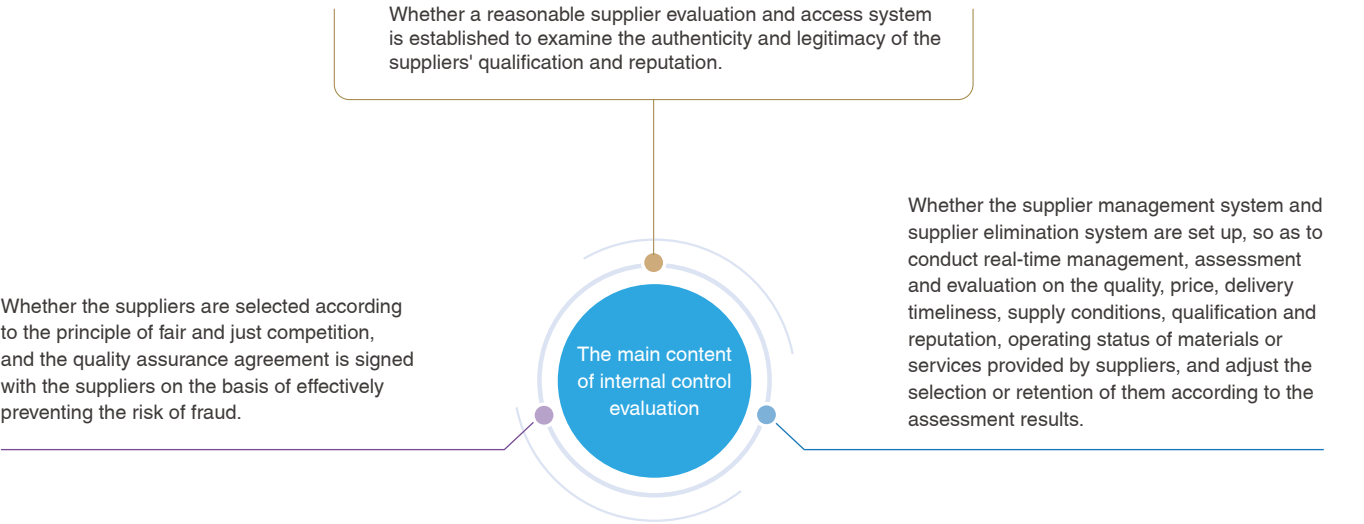 Whether a reasonable supplier evaluation and access system
is established to examine the authenticity and legitimacy of the
suppliers' qualification and reputation.
Whether the suppliers are selected according
to the principle of fair and just competition,
and the quality assurance agreement is signed
with the suppliers on the basis of effectively
preventing the risk of fraud.
The main content
of internal control
evaluation
Whether the supplier management system and
supplier elimination system are set up, so as to
conduct real-time management, assessment
and evaluation on the quality, price, delivery
timeliness, supply conditions, qualification and
reputation, operating status of materials or
services provided by suppliers, and adjust the
selection or retention of them according to the
assessment results.